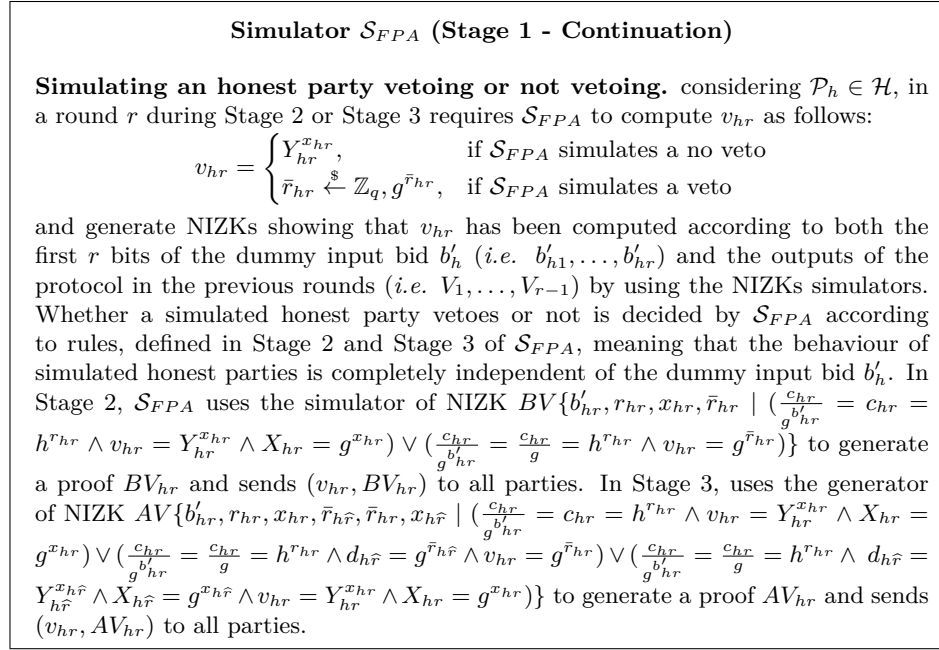 Simulator 𝒮_{FPA} (Stage 1 - Continuation)
Simulating an honest party vetoing or not vetoing. considering 𝒫_h ∈ ℋ, in
a round r during Stage 2 or Stage 3 requires 𝒮_{FPA} to compute v_{hr} as follows:
v_{hr} = { Y_{hr}^{x_{hr}}, if 𝒮_{FPA} simulates a no veto
r̄_{hr} ←^{$} ℤ_q, g^{r̄_{hr}}, if 𝒮_{FPA} simulates a veto
and generate NIZKs showing that v_{hr} has been computed according to both the
first r bits of the dummy input bid b′_h (i.e. b′_{h1}, . . . , b′_{hr}) and the outputs of the
protocol in the previous rounds (i.e. V_1, . . . , V_{r−1}) by using the NIZKs simulators.
Whether a simulated honest party vetoes or not is decided by 𝒮_{FPA} according
to rules, defined in Stage 2 and Stage 3 of 𝒮_{FPA}, meaning that the behaviour of
simulated honest parties is completely independent of the dummy input bid b′_h. In
Stage 2, 𝒮_{FPA} uses the simulator of NIZK BV{b′_{hr}, r_{hr}, x_{hr}, r̄_{hr} | (\frac{c_{hr}}{g^{b′_{hr}}} = c_{hr} =
h^{r_{hr}} ∧ v_{hr} = Y_{hr}^{x_{hr}} ∧ X_{hr} = g^{x_{hr}}) ∨ (\frac{c_{hr}}{g^{b′_{hr}}} = \frac{c_{hr}}{g} = h^{r_{hr}} ∧ v_{hr} = g^{r̄_{hr}})} to generate
a proof BV_{hr} and sends (v_{hr}, BV_{hr}) to all parties. In Stage 3, uses the generator
of NIZK AV{b′_{hr}, r_{hr}, x_{hr}, r̄_{hr̂}, r̄_{hr}, x_{hr̂} | (\frac{c_{hr}}{g^{b′_{hr}}} = c_{hr} = h^{r_{hr}} ∧ v_{hr} = Y_{hr}^{x_{hr}} ∧ X_{hr} =
g^{x_{hr}}) ∨ (\frac{c_{hr}}{g^{b′_{hr}}} = \frac{c_{hr}}{g} = h^{r_{hr}} ∧ d_{hr̂} = g^{r̄_{hr̂}} ∧ v_{hr} = g^{r̄_{hr}}) ∨ (\frac{c_{hr}}{g^{b′_{hr}}} = \frac{c_{hr}}{g} = h^{r_{hr}} ∧ d_{hr̂} =
Y_{hr̂}^{x_{hr̂}} ∧ X_{hr̂} = g^{x_{hr̂}} ∧ v_{hr} = Y_{hr}^{x_{hr}} ∧ X_{hr} = g^{x_{hr}})} to generate a proof AV_{hr} and sends
(v_{hr}, AV_{hr}) to all parties.